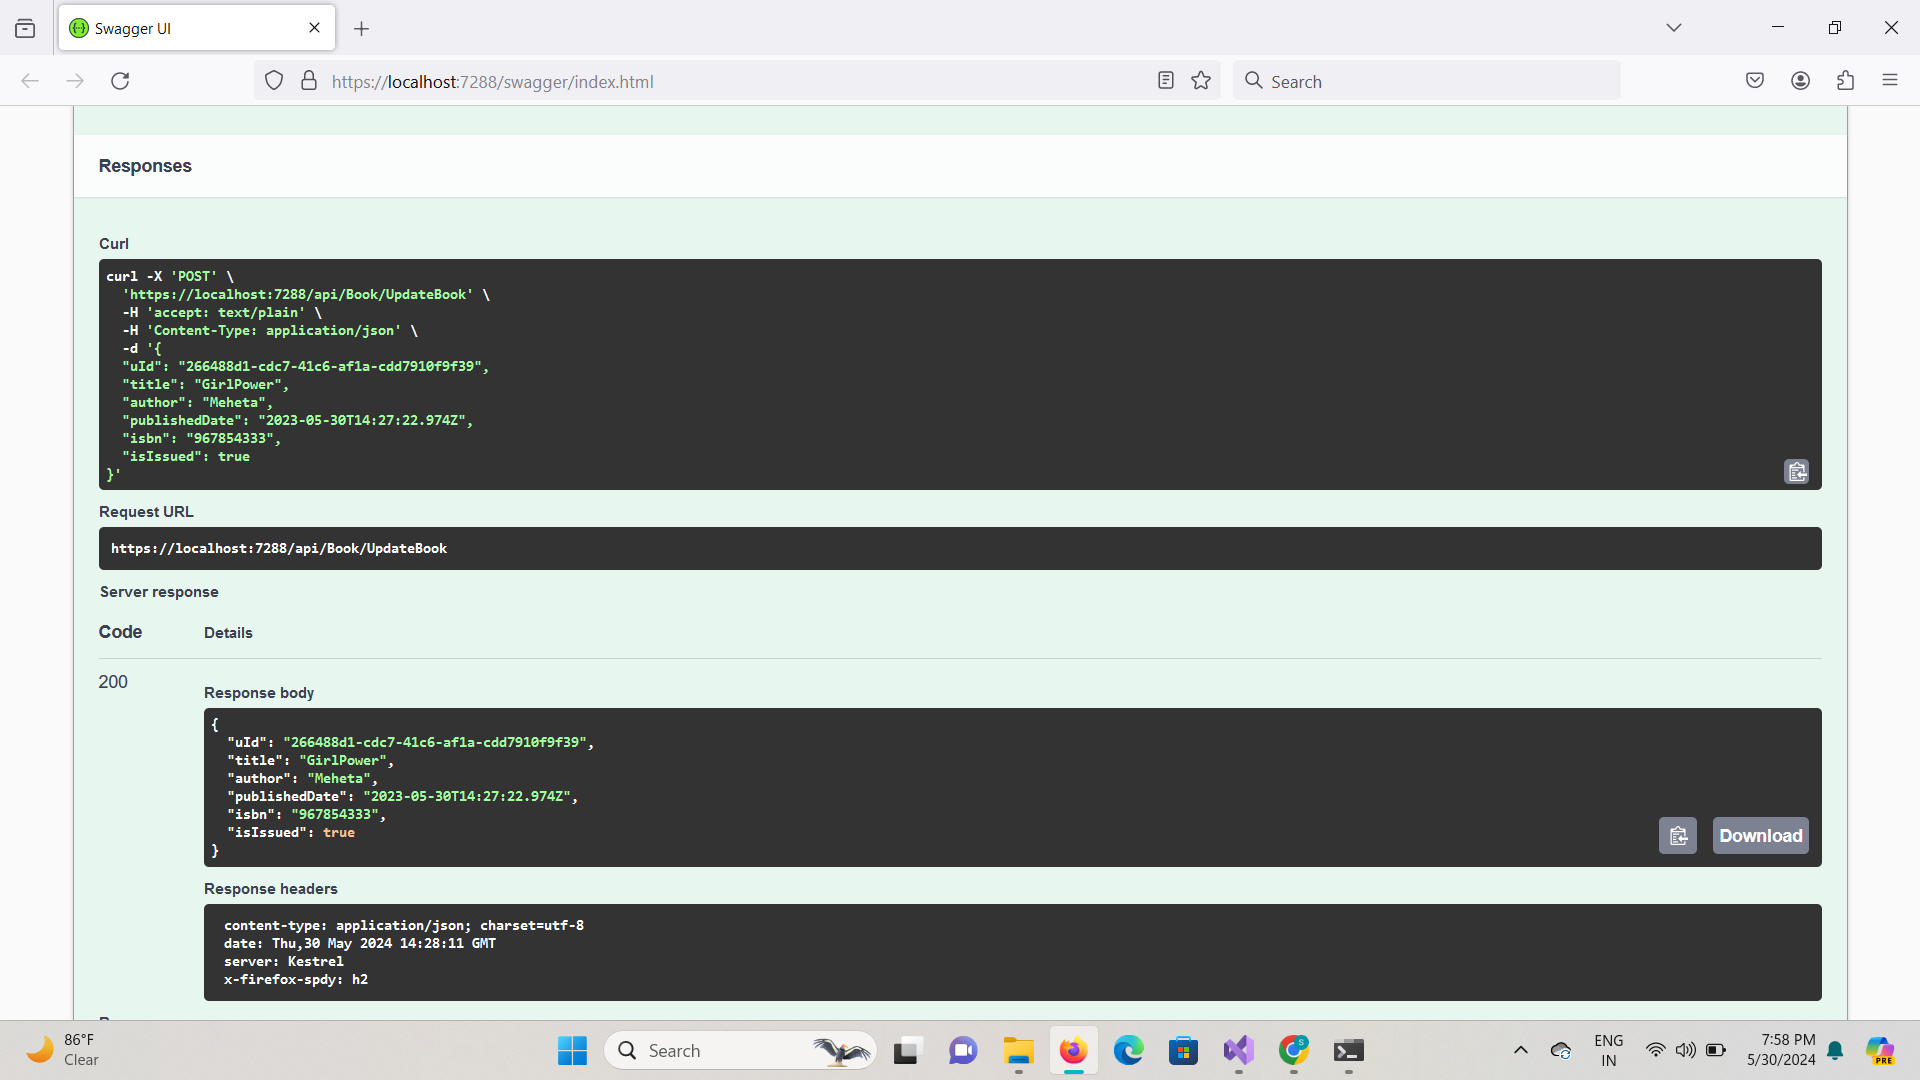 Swagger UI
https://localhost:7288/swagger/index.html
Search
Responses
Curl
curl -X 'POST' \
'https://localhost:7288/api/Book/UpdateBook' \
-H 'accept: text/plain' \
-H 'Content-Type: application/json' \
-d '{
"uId": "266488d1-cdc7-41c6-af1a-cdd7910f9f39",
"title": "GirlPower",
"author": "Meheta",
"publishedDate": "2023-05-30T14:27:22.974Z",
"isbn": "967854333",
"isIssued": true
}'
Request URL
https://localhost:7288/api/Book/UpdateBook
Server response
Code Details
200
Response body
{
"uId": "266488d1-cdc7-41c6-af1a-cdd7910f9f39",
"title": "GirlPower",
"author": "Meheta",
"publishedDate": "2023-05-30T14:27:22.974Z",
"isbn": "967854333",
"isIssued": true
}
Download
Response headers
content-type: application/json; charset=utf-8
date: Thu,30 May 2024 14:28:11 GMT
server: Kestrel
x-firefox-spdy: h2
86°F
Clear
Search
S
ENG
IN
7:58 PM
5/30/2024
PRE